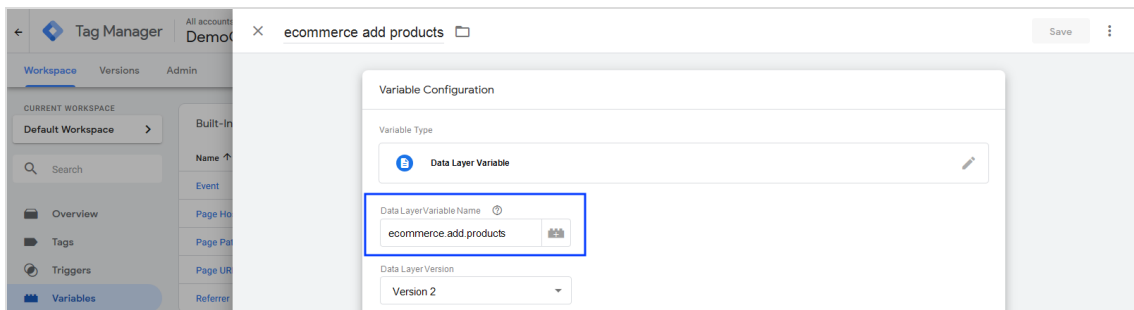 Tag Manager
All accounts
Demo
ecommerce add products
Save
Workspace Versions Admin
CURRENT WORKSPACE
Default Workspace
Search
Overview
Tags
Triggers
Variables
Built-In
Name
Event
Page Ho
Page Pat
Page UR
Referrer
Variable Configuration
Variable Type
Data Layer Variable
Data Layer Variable Name
ecommerce.add.products
Data Layer Version
Version 2